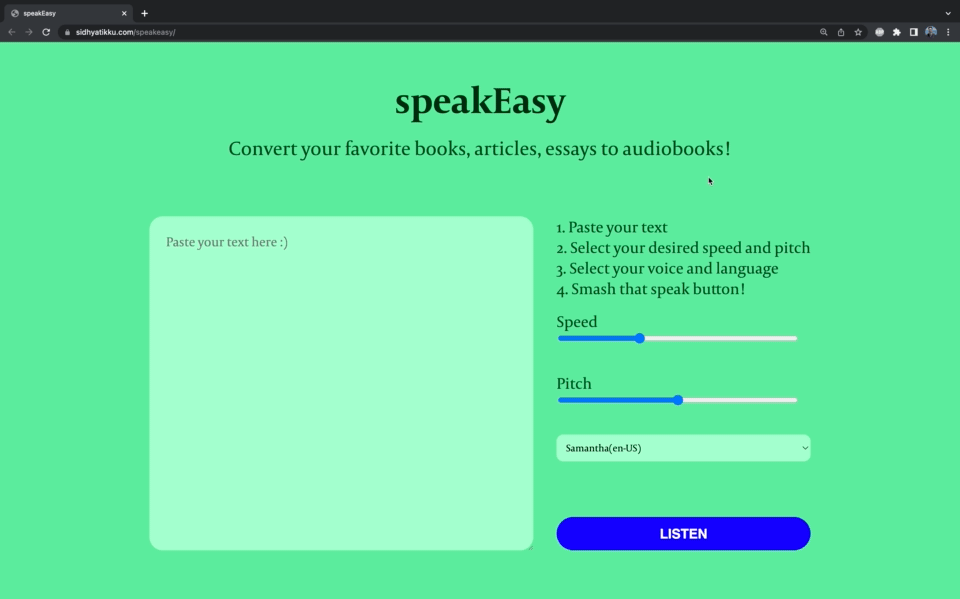 speakEasy
sidhyatikku.com/speakeasy/
speakEasy
Convert your favorite books, articles, essays to audiobooks!
Paste your text here :)
1. Paste your text
2. Select your desired speed and pitch
3. Select your voice and language
4. Smash that speak button!
Speed
Pitch
Samantha(en-US)
LISTEN